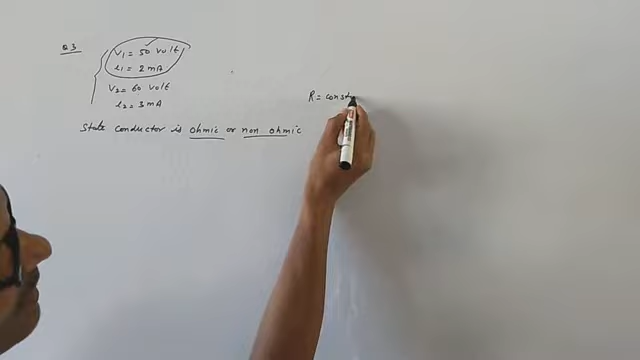 Q 3
V1 = 50 volt
i1 = 2 mA
V2 = 60 volt
i2 = 3 mA
R = const
State conductor is ohmic or non ohmic